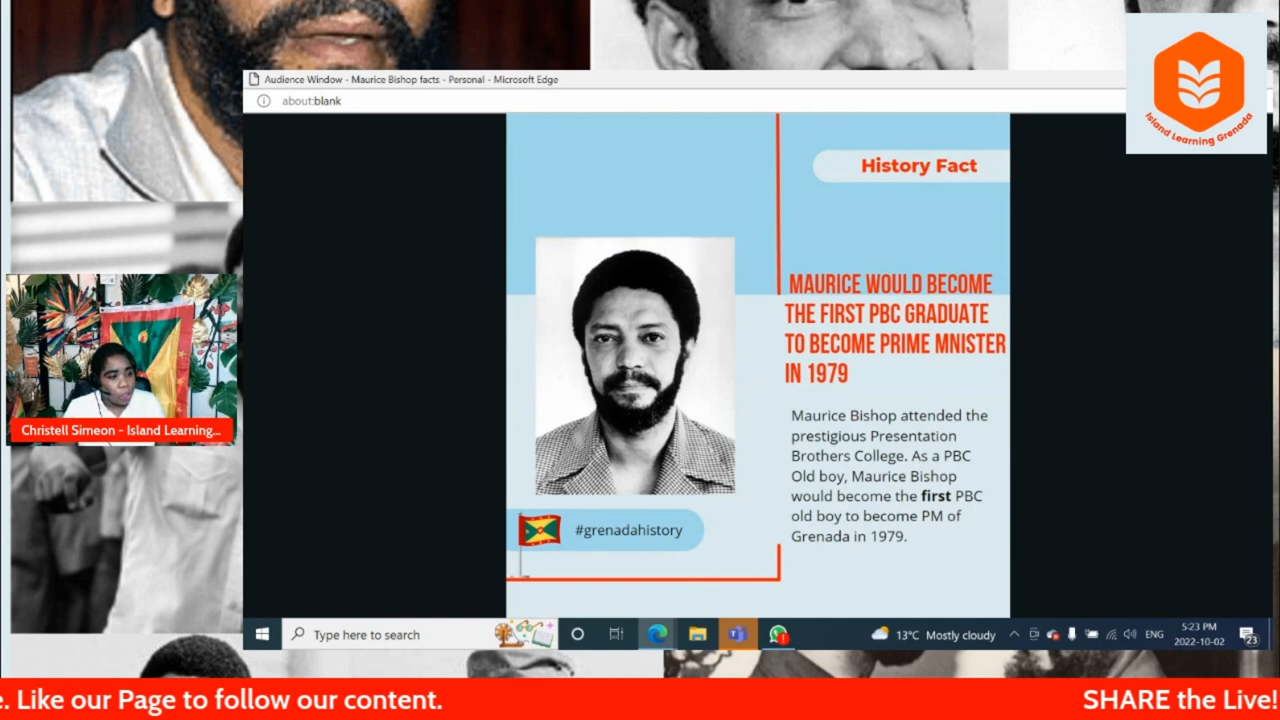 Audience Window - Maurice Bishop facts - Personal - Microsoft Edge
about:blank
Island Learning Grenada
History Fact
MAURICE WOULD BECOME
THE FIRST PBC GRADUATE
TO BECOME PRIME MNISTER
IN 1979
Maurice Bishop attended the
prestigious Presentation
Brothers College. As a PBC
Old boy, Maurice Bishop
would become the first PBC
old boy to become PM of
Grenada in 1979.
#grenadahistory
Christell Simeon - Island Learning...
Type here to search
13°C Mostly cloudy
ENG
5:23 PM
2022-10-02
23
e. Like our Page to follow our content.
SHARE the Live!